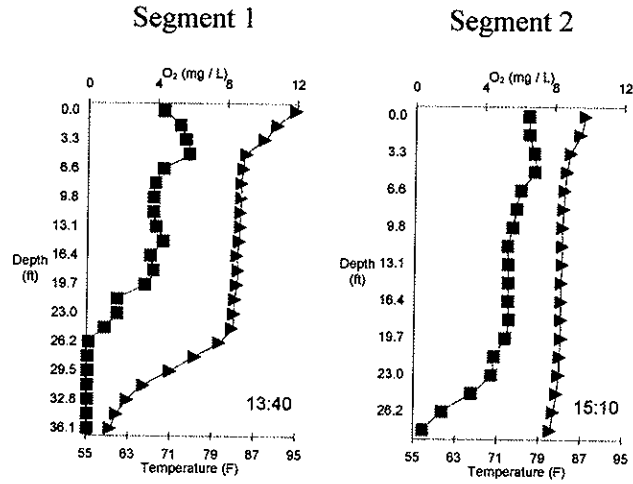 Segment 1
0 4 8 12
O₂ (mg / L)
0.0
3.3
6.6
9.8
13.1
Depth
(ft)
16.4
19.7
23.0
26.2
29.5
32.8
36.1
13:40
55 63 71 79 87 95
Temperature (F)
Segment 2
0 4 8 12
O₂ (mg / L)
0.0
3.3
6.6
9.8
Depth
(ft)
13.1
16.4
19.7
23.0
26.2
15:10
55 63 71 79 87 95
Temperature (F)